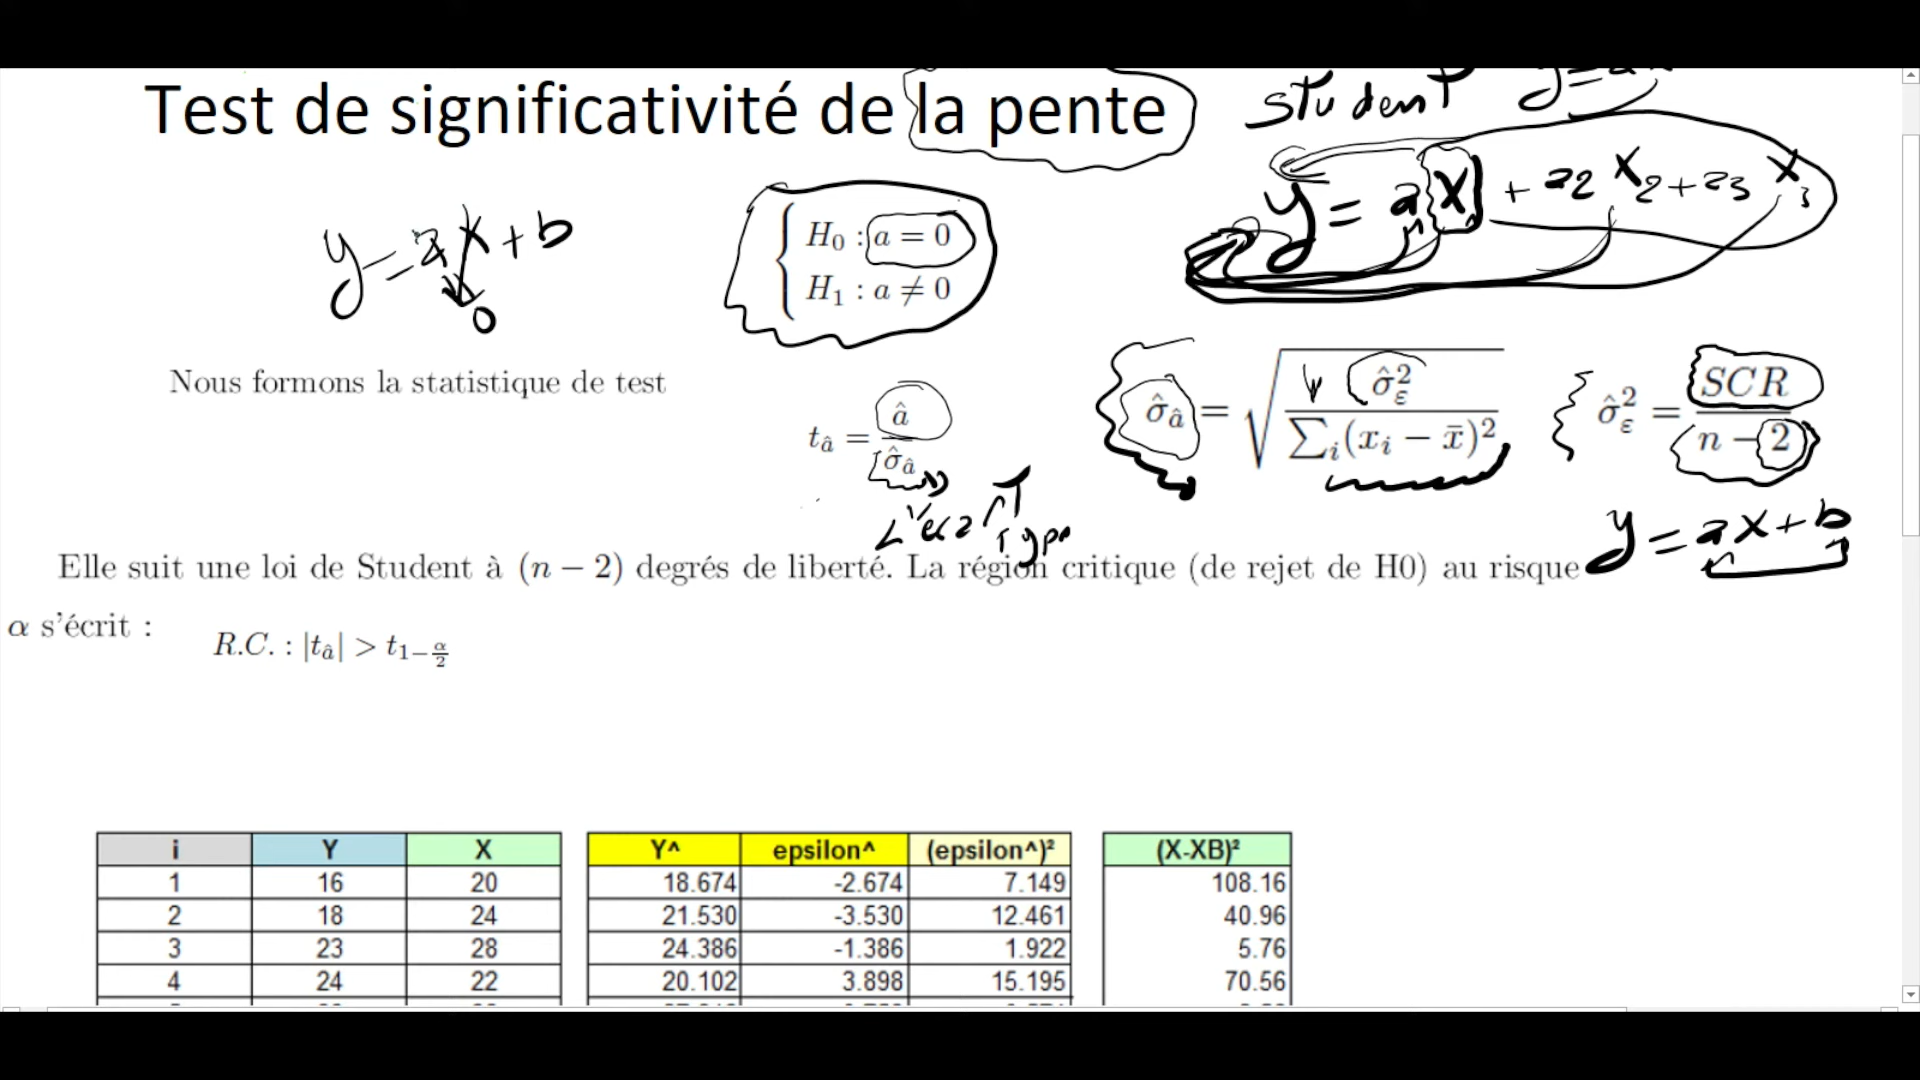 Test de significativité de la pente
student
y = ax + a2 x2 + a3 x3
y = ax + b
0
H0 : a = 0
H1 : a ≠ 0
Nous formons la statistique de test
tâ = â / σ̂â
σ̂â = √( σ̂ε² / ∑i(xi − x̄)² )
σ̂ε² = SCR / (n − 2)
L'écart
Type
y = ax + b
Elle suit une loi de Student à (n − 2) degrés de liberté. La région critique (de rejet de H0) au risque
α s'écrit :
R.C. : |tâ| > t1−α/2
i Y X Y^ epsilon^ (epsilon^)² (X-XB)²
1 16 20 18.674 -2.674 7.149 108.16
2 18 24 21.530 -3.530 12.461 40.96
3 23 28 24.386 -1.386 1.922 5.76
4 24 22 20.102 3.898 15.195 70.56